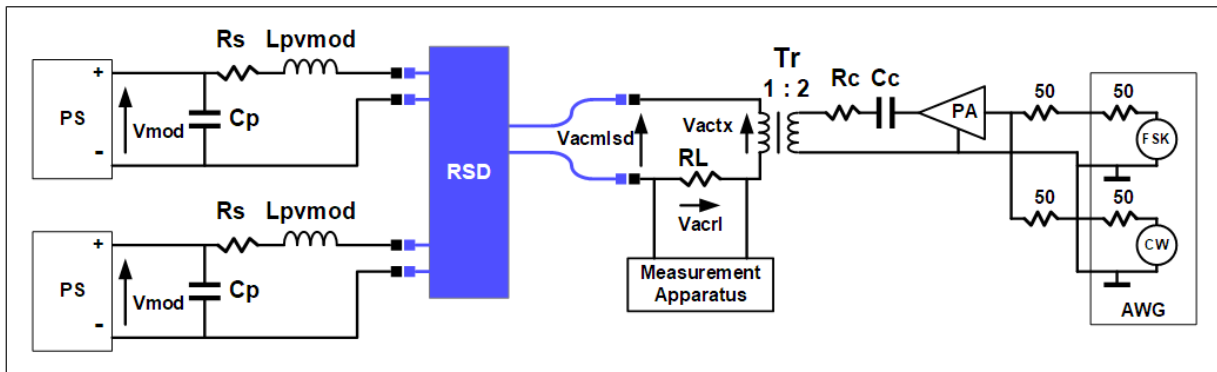 Rs Lpvmod
+
PS
Vmod
Cp
-
Rs Lpvmod
+
PS
Vmod
Cp
-
RSD
Vacmlsd
Vactx
RL
Vacrl
Measurement
Apparatus
Tr
1 : 2
Rc Cc
PA
50 50
FSK
50 50
CW
AWG